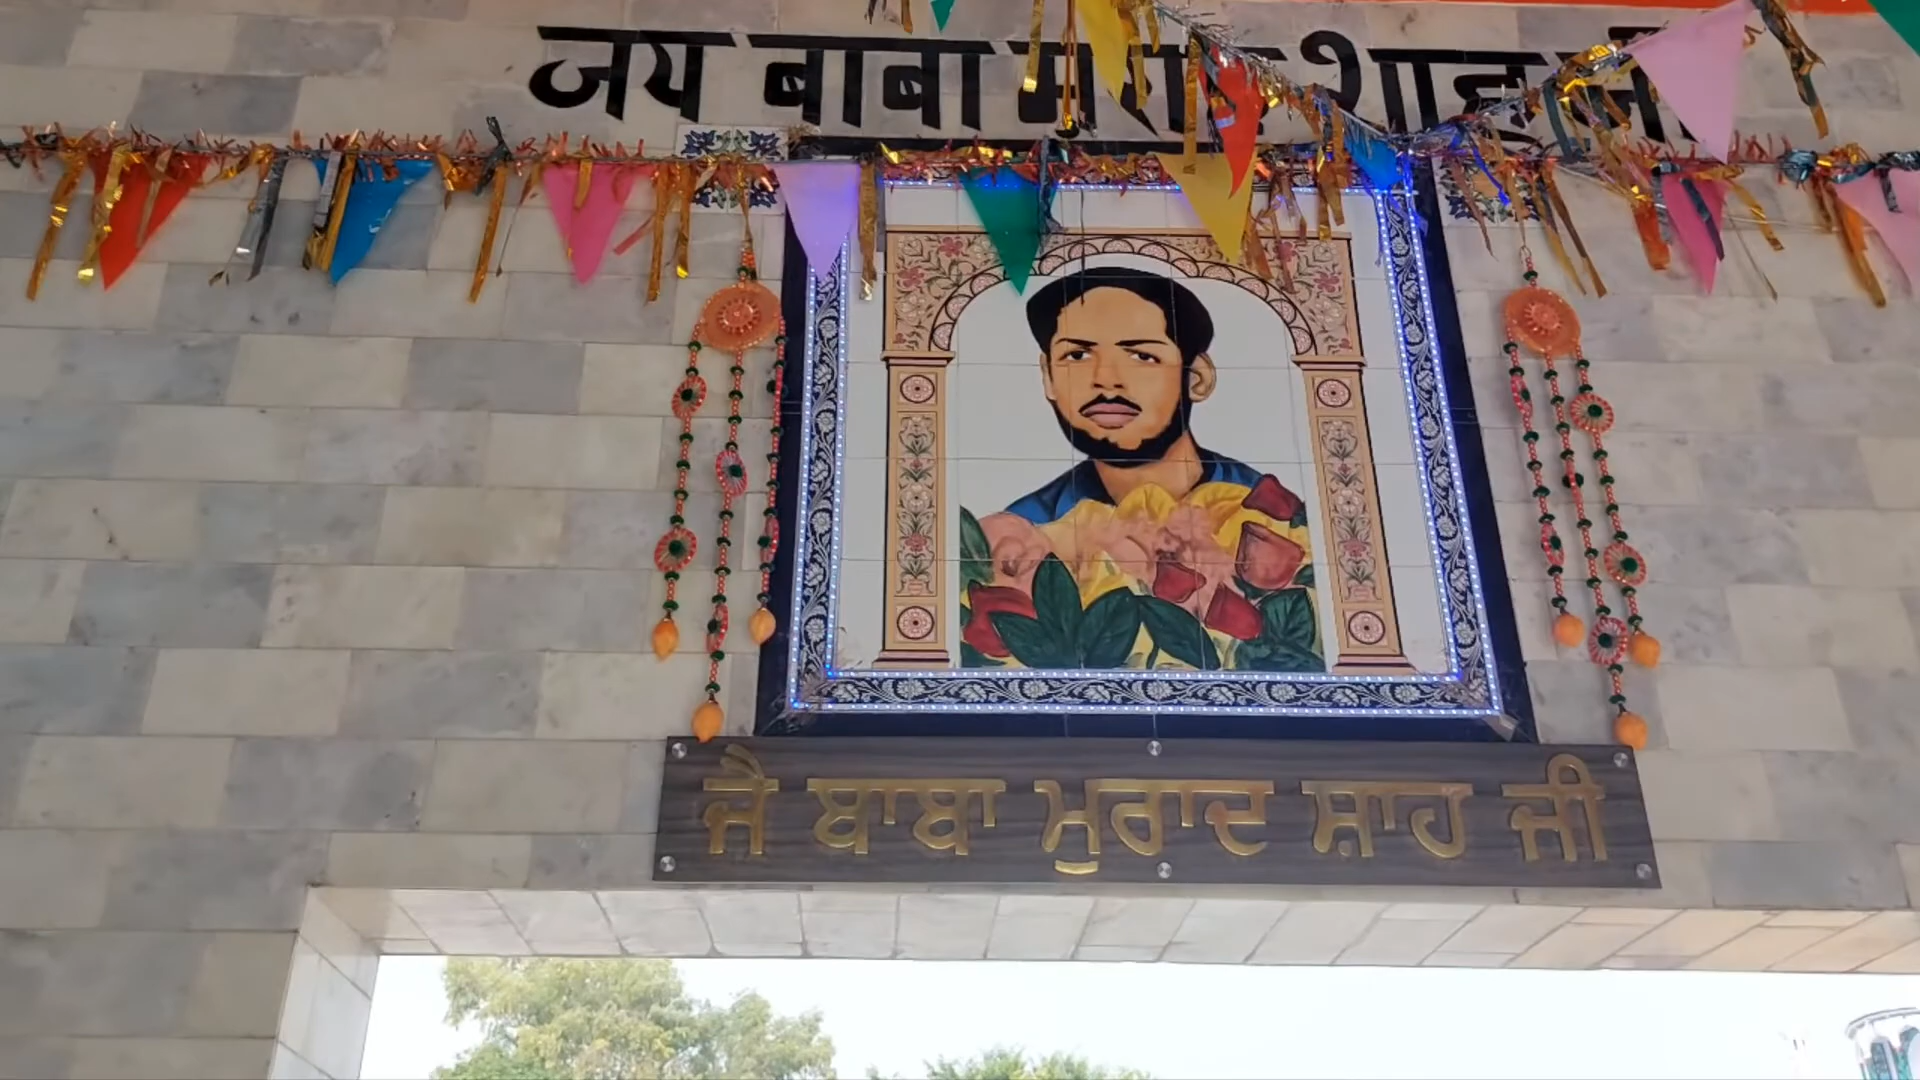 जय बाबा मुराद शाह जी
ਜੈ ਬਾਬਾ ਮੁਰਾਦ ਸ਼ਾਹ ਜੀ